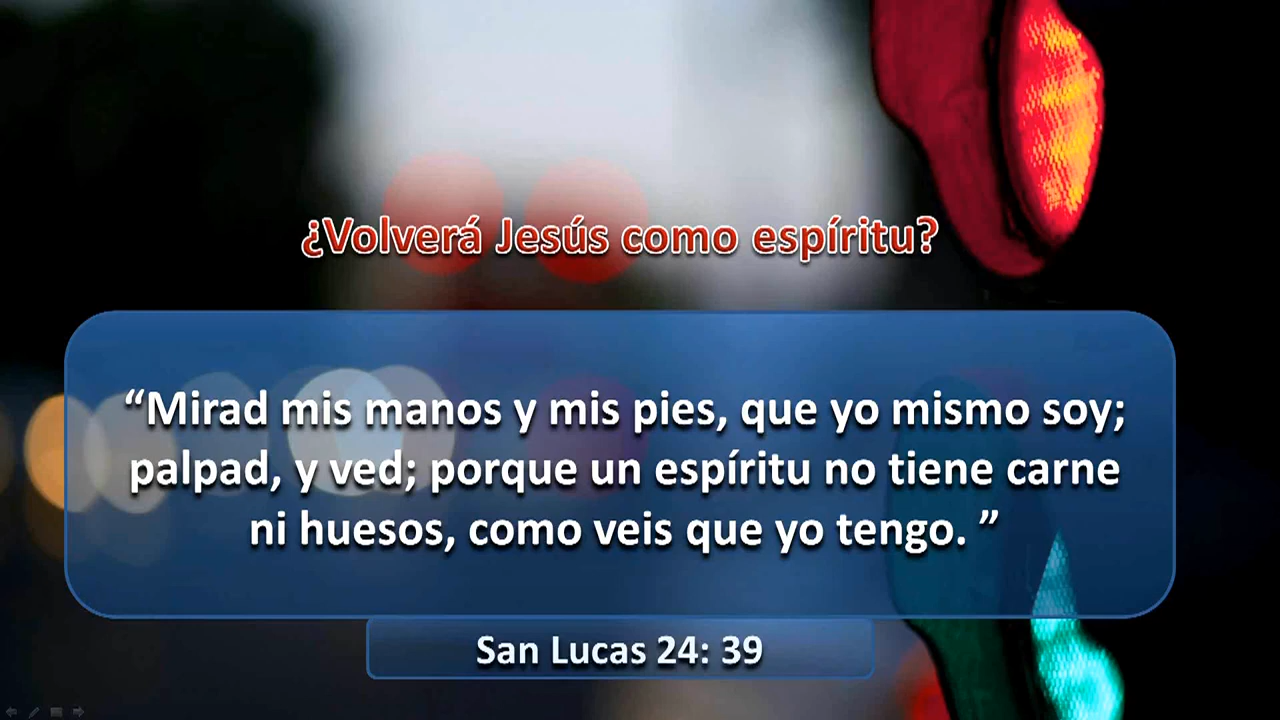 ¿Volverá Jesús como espíritu?
“Mirad mis manos y mis pies, que yo mismo soy;
palpad, y ved; porque un espíritu no tiene carne
ni huesos, como veis que yo tengo. ”
San Lucas 24: 39